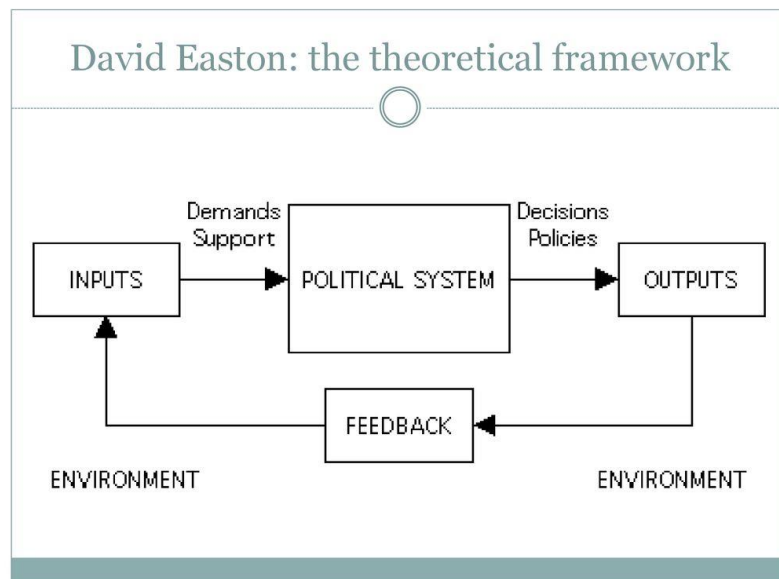 David Easton: the theoretical framework
Demands
Support
Decisions
Policies
INPUTS
POLITICAL SYSTEM
OUTPUTS
FEEDBACK
ENVIRONMENT
ENVIRONMENT